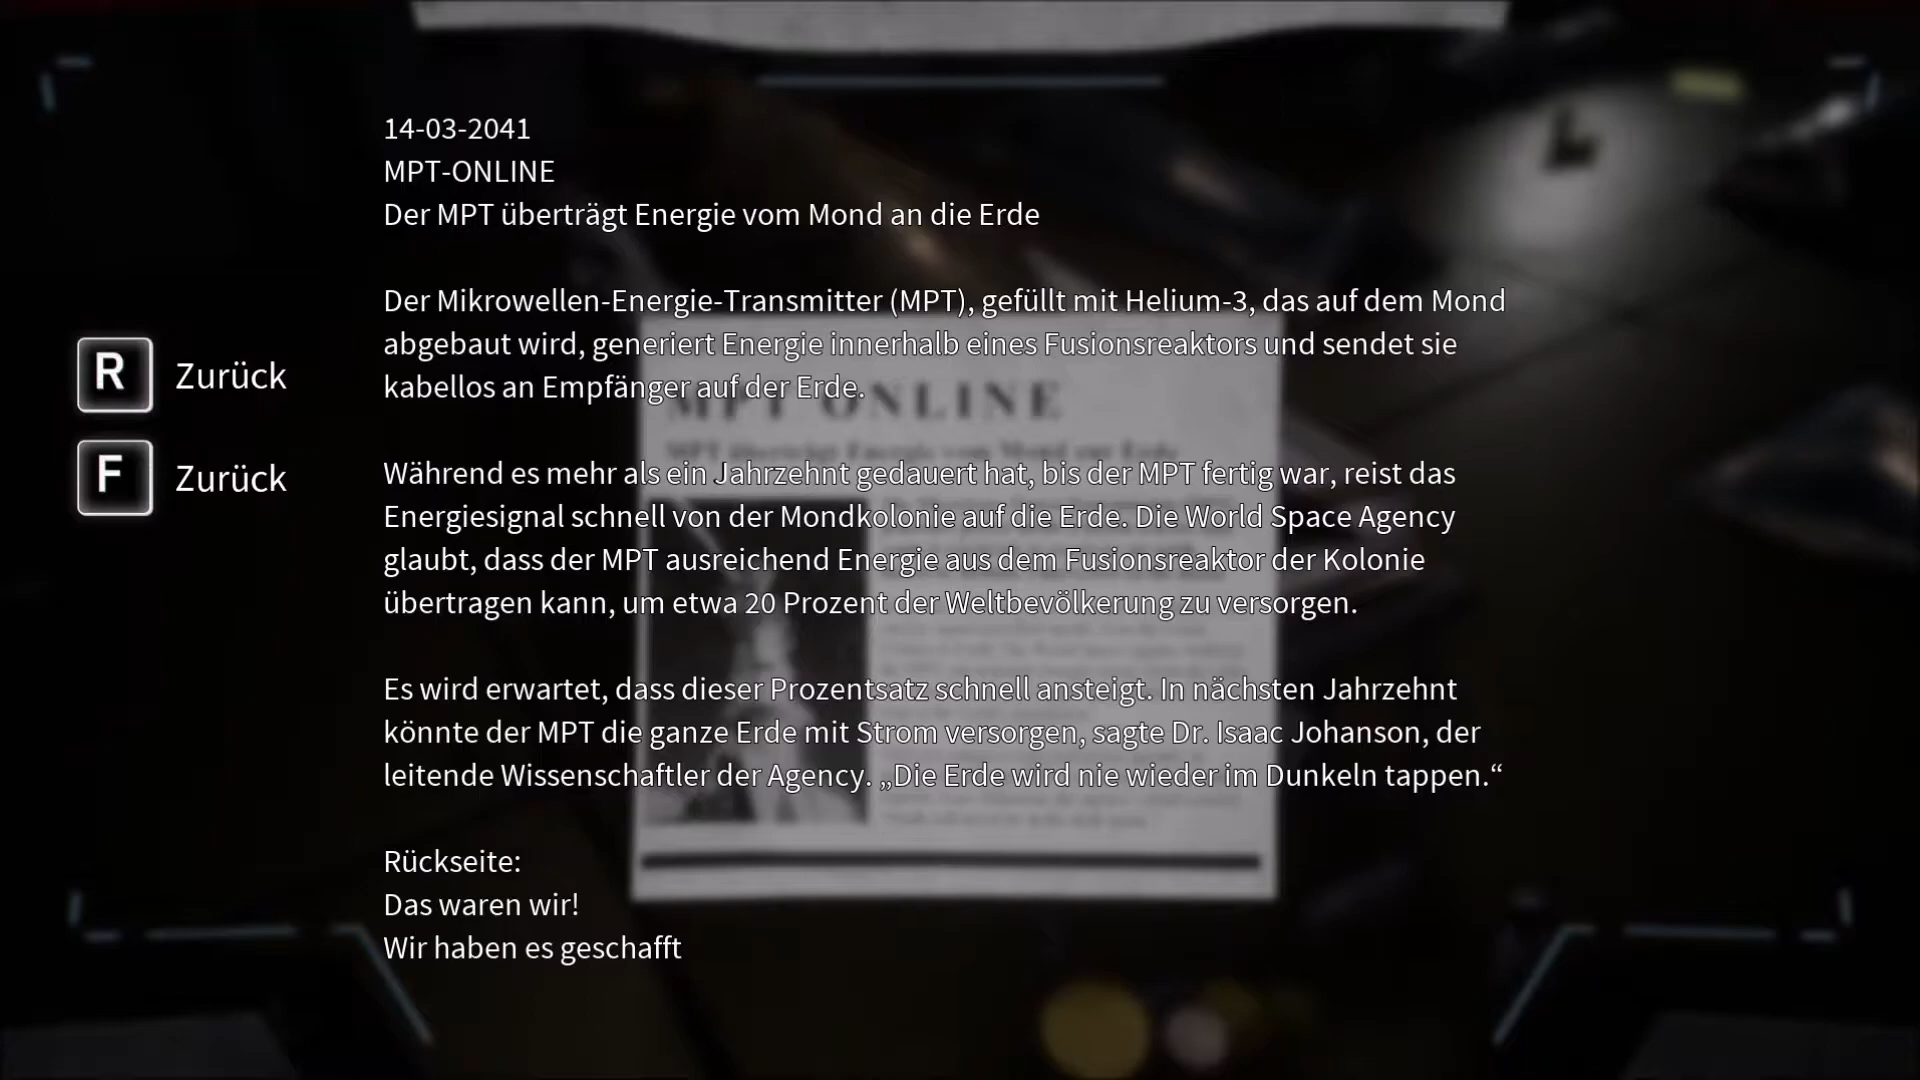 14-03-2041
MPT-ONLINE
Der MPT überträgt Energie vom Mond an die Erde
Der Mikrowellen-Energie-Transmitter (MPT), gefüllt mit Helium-3, das auf dem Mond
abgebaut wird, generiert Energie innerhalb eines Fusionsreaktors und sendet sie
kabellos an Empfänger auf der Erde.
Während es mehr als ein Jahrzehnt gedauert hat, bis der MPT fertig war, reist das
Energiesignal schnell von der Mondkolonie auf die Erde. Die World Space Agency
glaubt, dass der MPT ausreichend Energie aus dem Fusionsreaktor der Kolonie
übertragen kann, um etwa 20 Prozent der Weltbevölkerung zu versorgen.
Es wird erwartet, dass dieser Prozentsatz schnell ansteigt. In nächsten Jahrzehnt
könnte der MPT die ganze Erde mit Strom versorgen, sagte Dr. Isaac Johanson, der
leitende Wissenschaftler der Agency. „Die Erde wird nie wieder im Dunkeln tappen.“
Rückseite:
Das waren wir!
Wir haben es geschafft
R Zurück
F Zurück
MPT ONLINE
MPT überträgt Energie vom Mond zur Erde